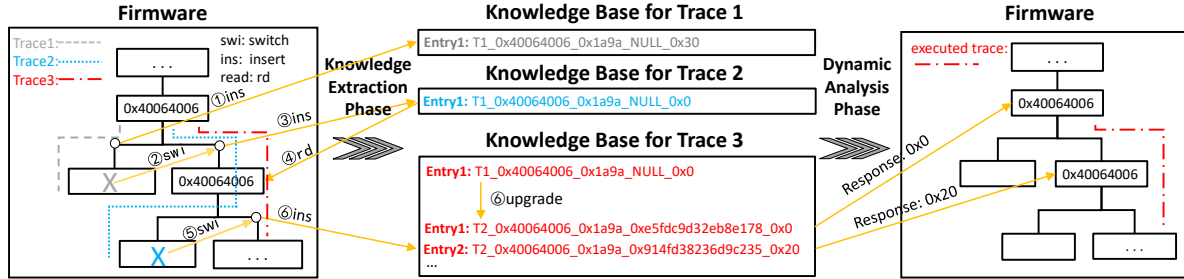 Firmware
Trace1:
Trace2:
Trace3:
swi: switch
ins: insert
read: rd
...
0x40064006
①ins
②swi
③ins
④rd
X
0x40064006
⑤swi
⑥ins
X
...
Knowledge
Extraction
Phase
Knowledge Base for Trace 1
Entry1: T1_0x40064006_0x1a9a_NULL_0x30
Knowledge Base for Trace 2
Entry1: T1_0x40064006_0x1a9a_NULL_0x0
Knowledge Base for Trace 3
Entry1: T1_0x40064006_0x1a9a_NULL_0x0
⑥upgrade
Entry1: T2_0x40064006_0x1a9a_0xe5fdc9d32eb8e178_0x0
Entry2: T2_0x40064006_0x1a9a_0x914fd38236d9c235_0x20
...
Dynamic
Analysis
Phase
Response: 0x0
Response: 0x20
Firmware
executed trace:
...
0x40064006
0x40064006
...